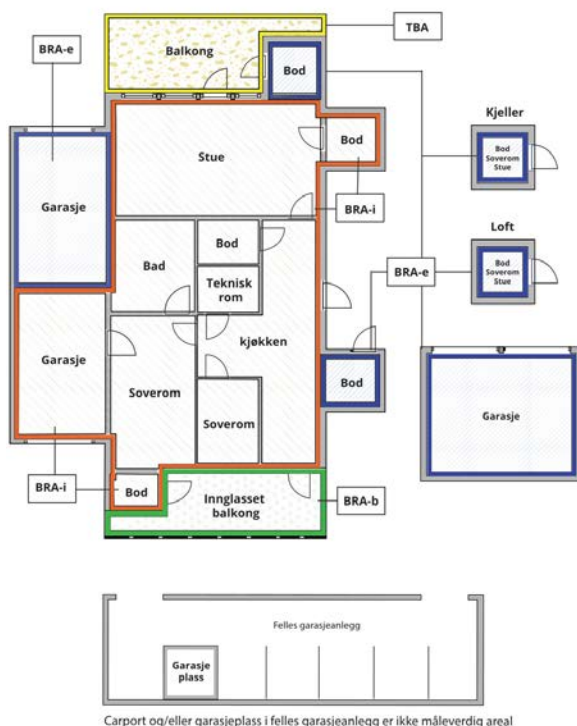 TBA
Balkong
BRA-e
Bod
Kjeller
Bod
Soverom
Stue
Stue
Bod
BRA-i
Garasje
Loft
Bod
Bad
BRA-e
Bod
Soverom
Stue
Teknisk
rom
Garasje
kjøkken
Bod
Soverom
Soverom
Garasje
BRA-i
Bod
Innglasset
balkong
BRA-b
Felles garasjeanlegg
Garasje
plass
Carport og/eller garasjeplass i felles garasjeanlegg er ikke måleverdig areal